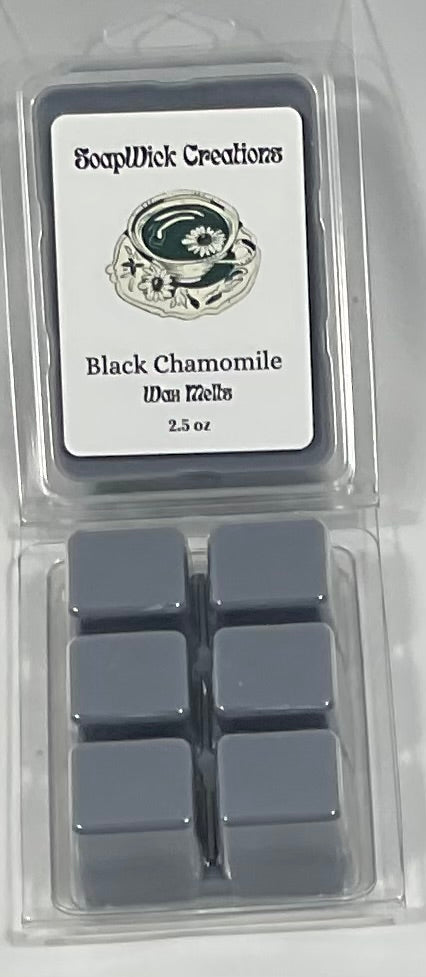 SoapWick Creations
Black Chamomile
Wax Melts
2.5 oz